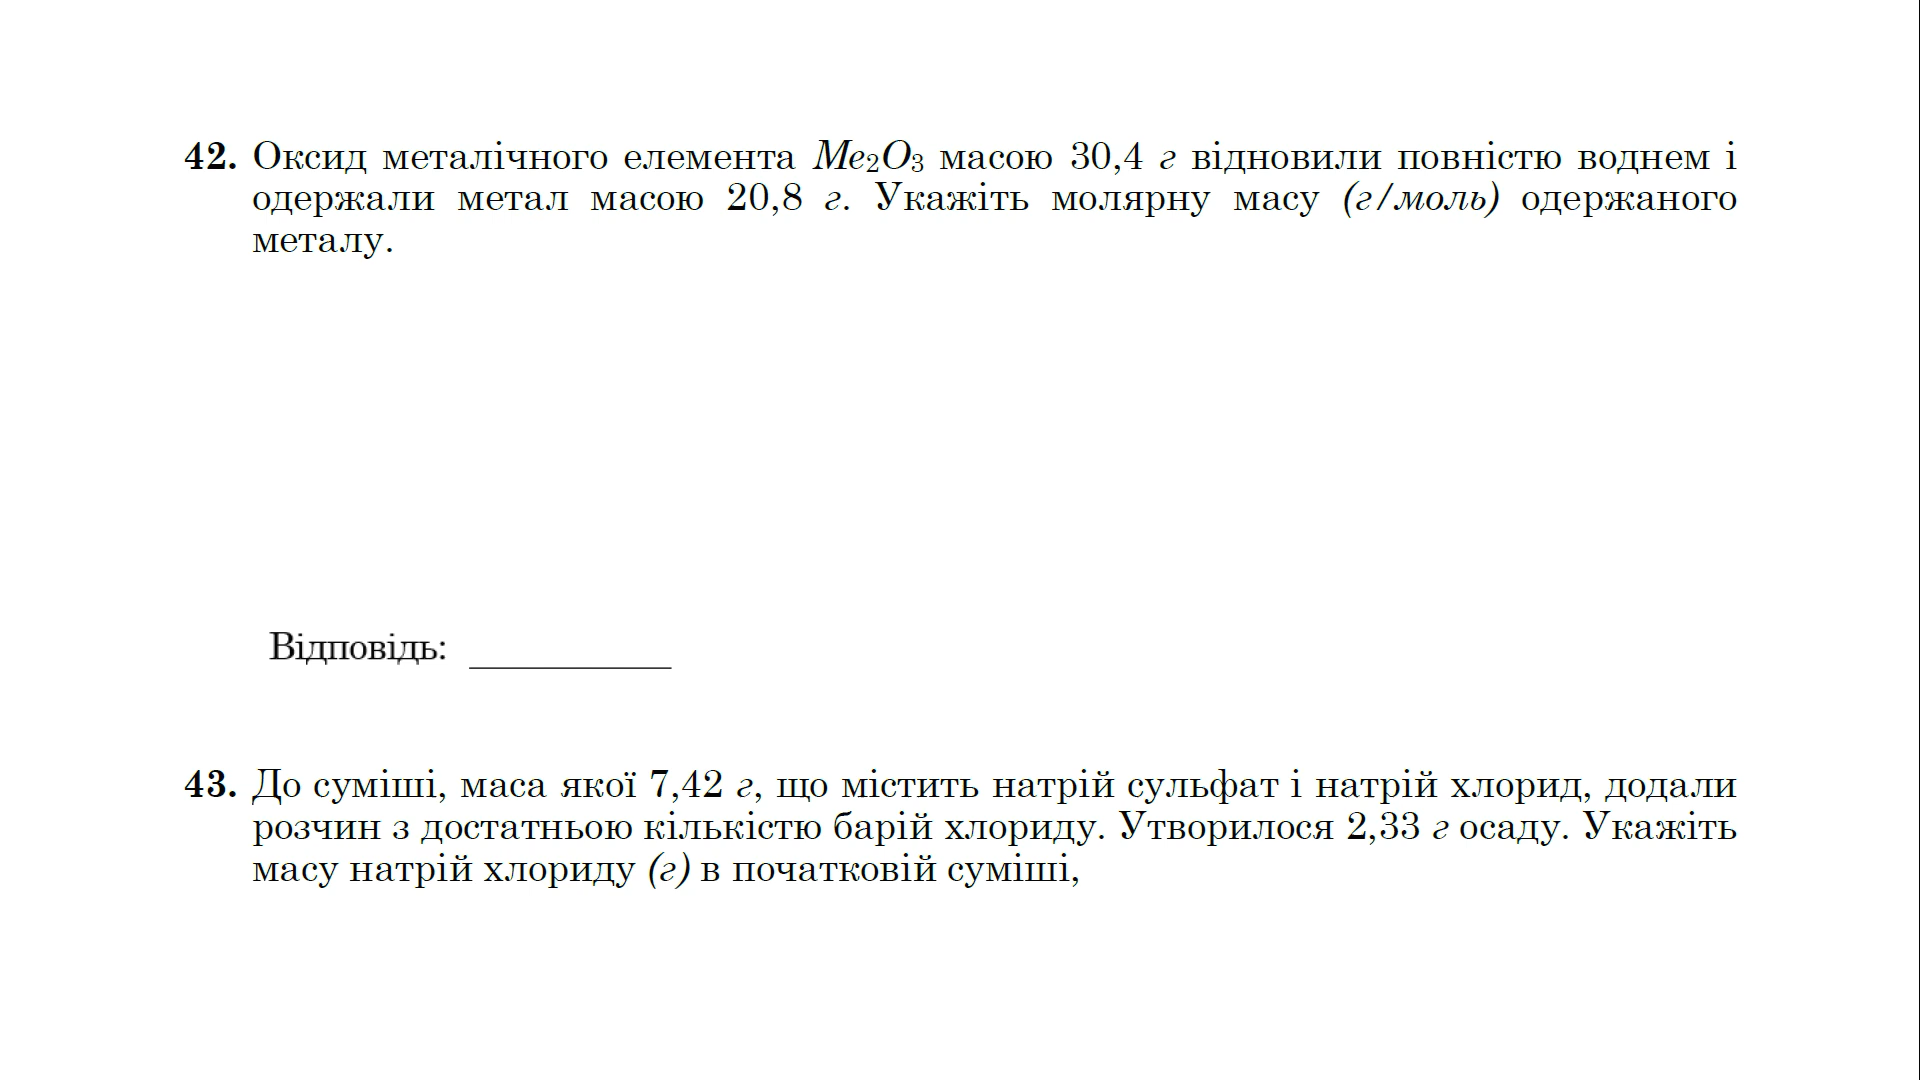 42. Оксид металічного елемента Me₂O₃ масою 30,4 г відновили повністю воднем і
одержали метал масою 20,8 г. Укажіть молярну масу (г/моль) одержаного
металу.
Відповідь: __________
43. До суміші, маса якої 7,42 г, що містить натрій сульфат і натрій хлорид, додали
розчин з достатньою кількістю барій хлориду. Утворилося 2,33 г осаду. Укажіть
масу натрій хлориду (г) в початковій суміші,